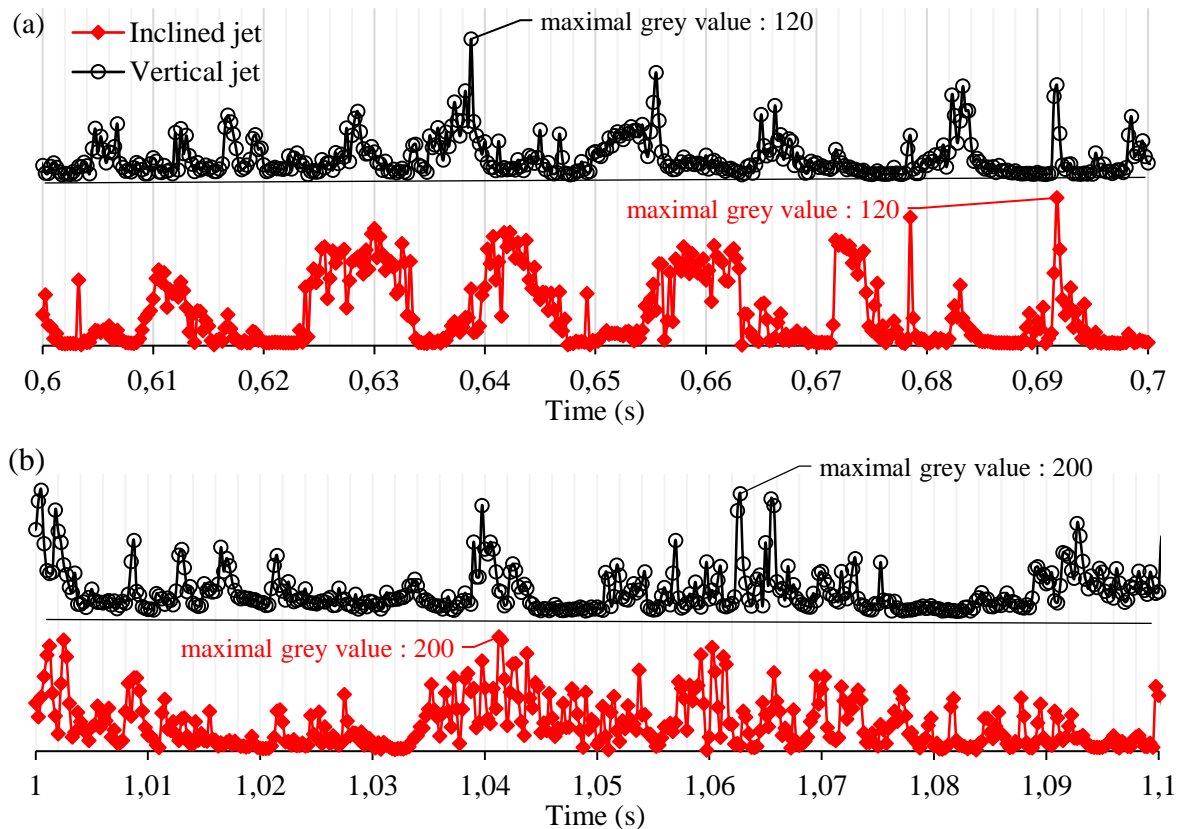 (a)
Inclined jet
Vertical jet
maximal grey value : 120
maximal grey value : 120
0,6 0,61 0,62 0,63 0,64 0,65 0,66 0,67 0,68 0,69 0,7
Time (s)
(b)
maximal grey value : 200
maximal grey value : 200
1 1,01 1,02 1,03 1,04 1,05 1,06 1,07 1,08 1,09 1,1
Time (s)